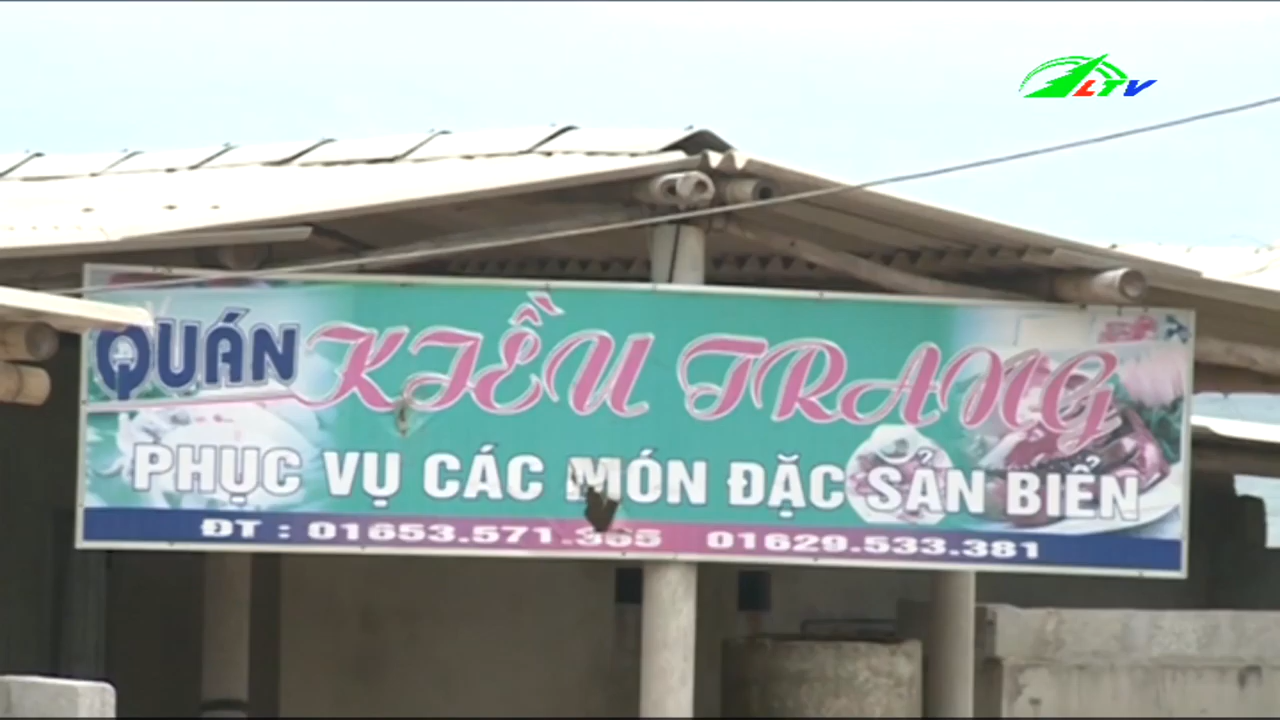 LTV
QUÁN KIỀU TRANG
PHỤC VỤ CÁC MÓN ĐẶC SẢN BIỂN
ĐT : 01653.571.365 01629.533.381